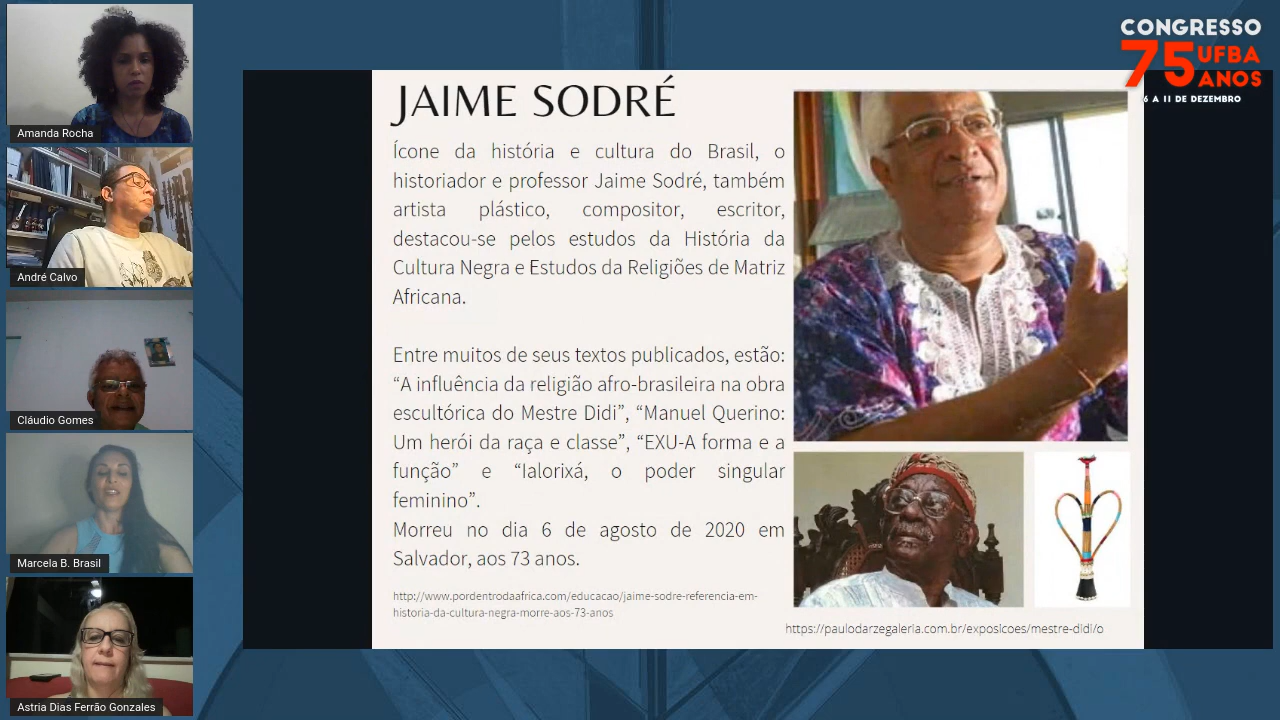 Amanda Rocha
André Calvo
Cláudio Gomes
Marcela B. Brasil
Astria Dias Ferrão Gonzales
JAIME SODRÉ
Ícone da história e cultura do Brasil, o
historiador e professor Jaime Sodré, também
artista plástico, compositor, escritor,
destacou-se pelos estudos da História da
Cultura Negra e Estudos da Religiões de Matriz
Africana.
Entre muitos de seus textos publicados, estão:
“A influência da religião afro-brasileira na obra
escultórica do Mestre Didi”, “Manuel Querino:
Um herói da raça e classe”, “EXU-A forma e a
função” e “Ialorixá, o poder singular
feminino”.
Morreu no dia 6 de agosto de 2020 em
Salvador, aos 73 anos.
http://www.pordentrodaafrica.com/educacao/jaime-sodre-referencia-em-
historia-da-cultura-negra-morre-aos-73-anos
https://paulodarzegaleria.com.br/exposicoes/mestre-didi/o
CONGRESSO
75 UFBA
ANOS
6 A 11 DE DEZEMBRO